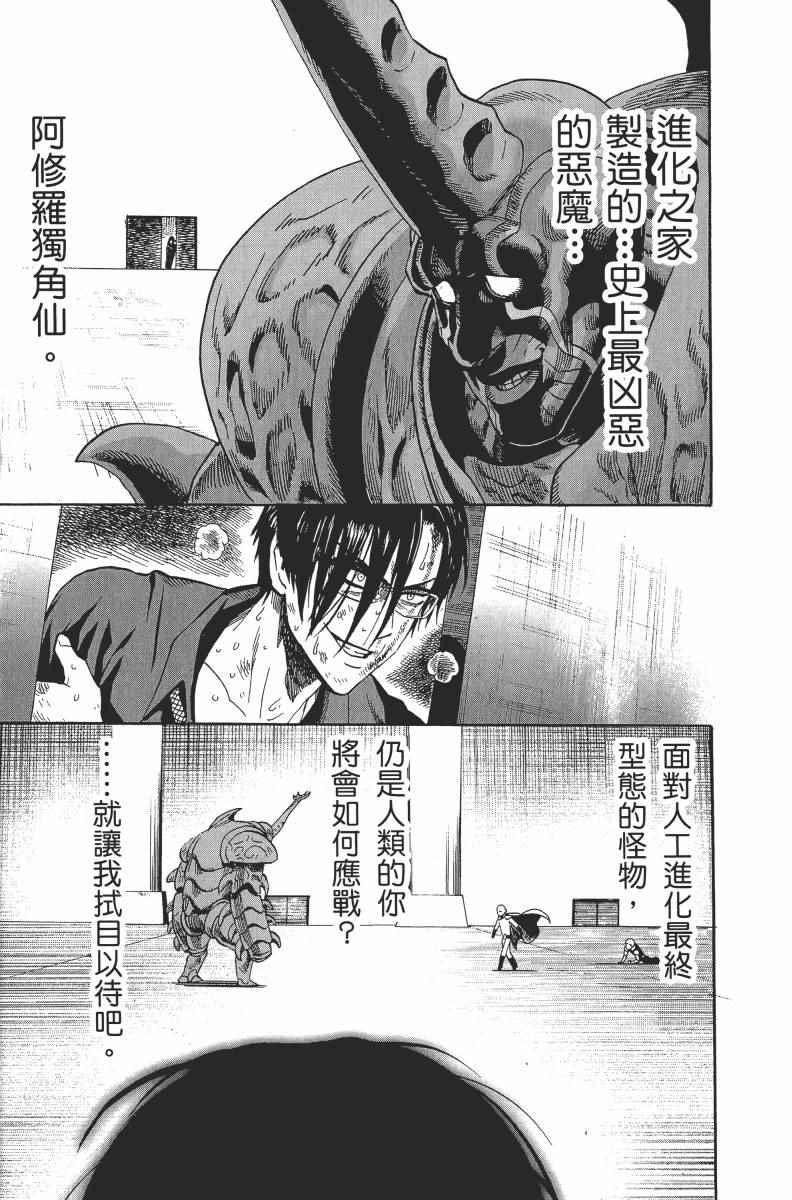 進化之家
製造的…史上最凶惡
的惡魔…
阿修羅獨角仙。
面對人工進化最終
型態的怪物，
仍是人類的你
將會如何應戰？
……就讓我拭目以待吧。